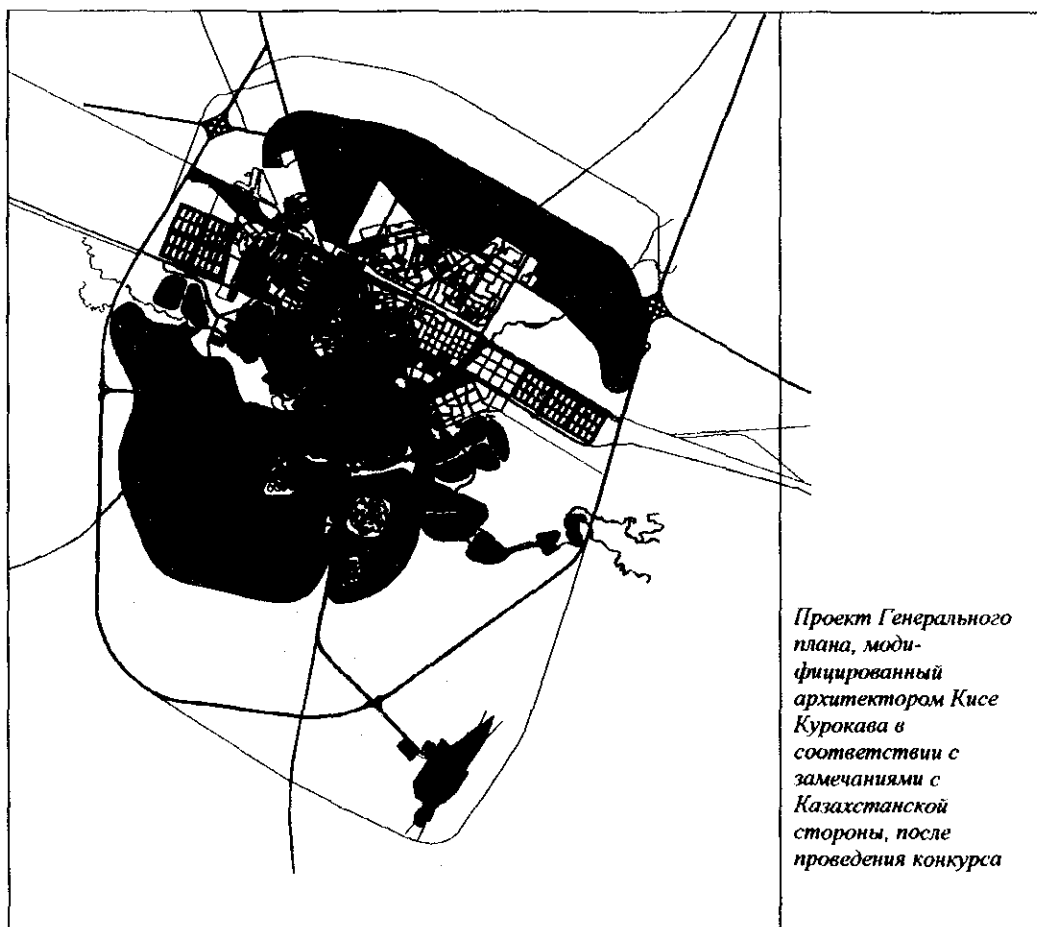 Проект Генерального
плана, моди-
фицированный
архитектором Кисе
Курокава в
соответствии с
замечаниями с
Казахстанской
стороны, после
проведения конкурса